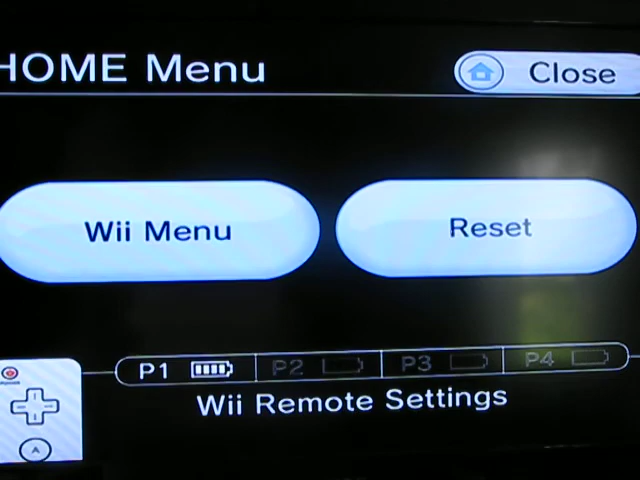 HOME Menu
Close
Wii Menu
Reset
P1 P2 P3 P4
Wii Remote Settings
A